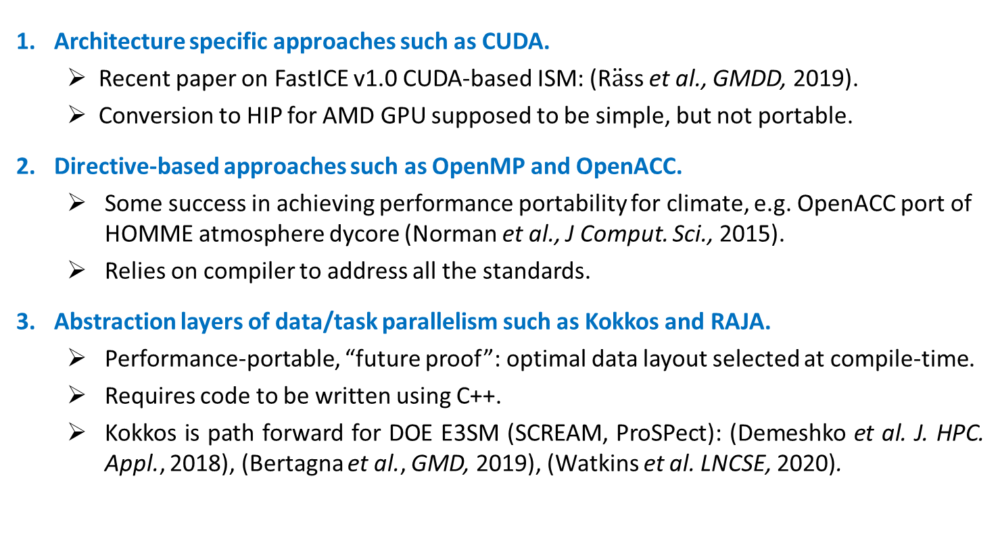 1. Architecture specific approaches such as CUDA.
➢ Recent paper on FastICE v1.0 CUDA-based ISM: (Räss et al., GMDD, 2019).
➢ Conversion to HIP for AMD GPU supposed to be simple, but not portable.
2. Directive-based approaches such as OpenMP and OpenACC.
➢ Some success in achieving performance portability for climate, e.g. OpenACC port of
HOMME atmosphere dycore (Norman et al., J Comput. Sci., 2015).
➢ Relies on compiler to address all the standards.
3. Abstraction layers of data/task parallelism such as Kokkos and RAJA.
➢ Performance-portable, “future proof”: optimal data layout selected at compile-time.
➢ Requires code to be written using C++.
➢ Kokkos is path forward for DOE E3SM (SCREAM, ProSPect): (Demeshko et al. J. HPC.
Appl., 2018), (Bertagna et al., GMD, 2019), (Watkins et al. LNCSE, 2020).